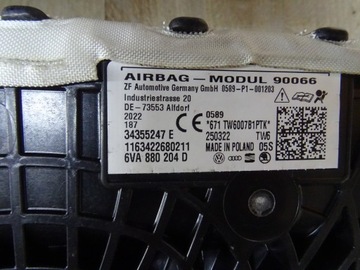 AIRBAG - MODUL 90066
ZF Automotive Germany GmbH 0589-P1-001203
Industriestrasse 20
DE-73553 Alfdorf
2022
187
34355247 E
1163422680211
6VA 880 204 D
0589
*671 TW600781PTK*
250322 TW6
MADE IN POLAND 05S